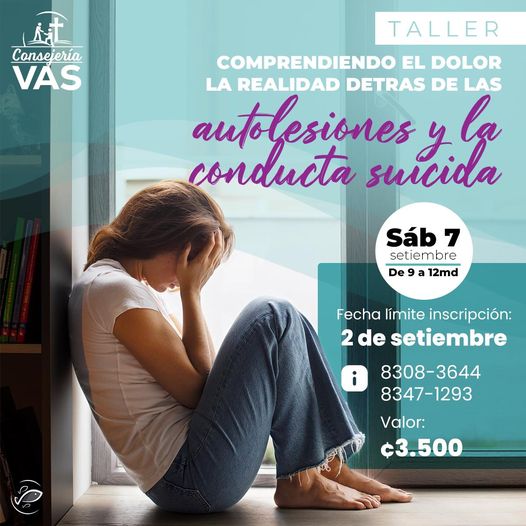 Consejería
VAS
TALLER
COMPRENDIENDO EL DOLOR
LA REALIDAD DETRAS DE LAS
autolesiones y la
conducta suicida
Sáb 7
setiembre
De 9 a 12md
Fecha límite inscripción:
2 de setiembre
8308-3644
8347-1293
Valor:
¢3.500